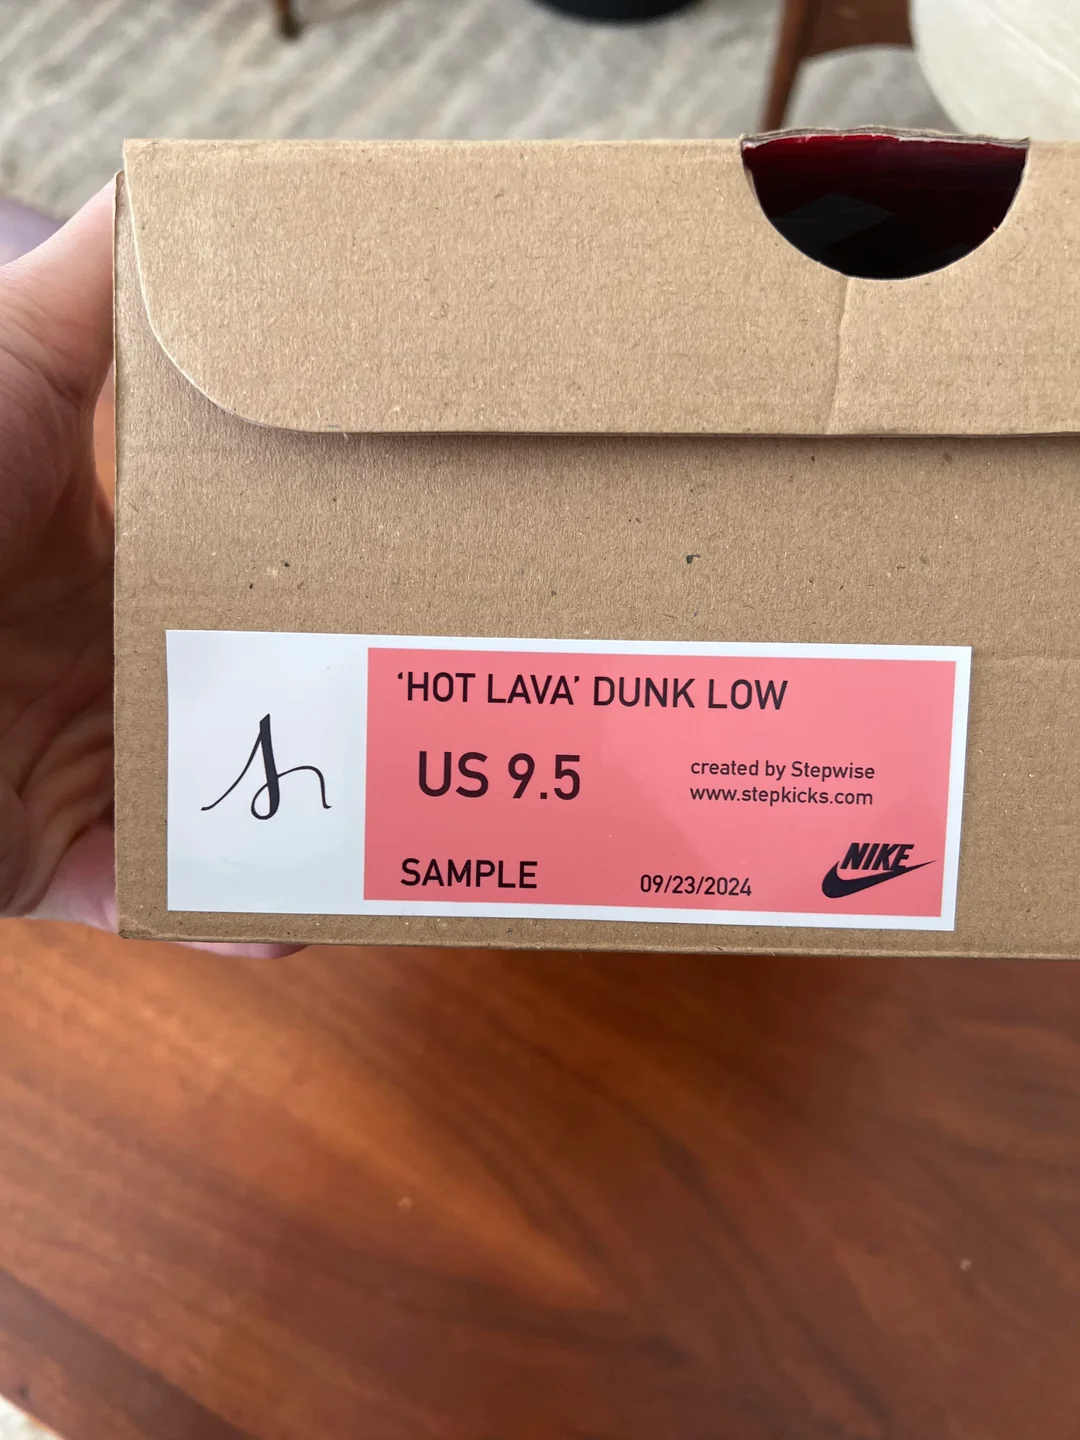 ‘HOT LAVA’ DUNK LOW
US 9.5
created by Stepwise
www.stepkicks.com
SAMPLE
09/23/2024
NIKE